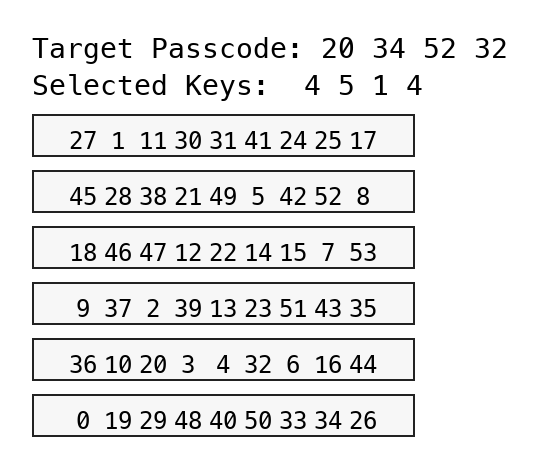 Target Passcode: 20 34 52 32
Selected Keys: 4 5 1 4
27 1 11 30 31 41 24 25 17
45 28 38 21 49 5 42 52 8
18 46 47 12 22 14 15 7 53
9 37 2 39 13 23 51 43 35
36 10 20 3 4 32 6 16 44
0 19 29 48 40 50 33 34 26